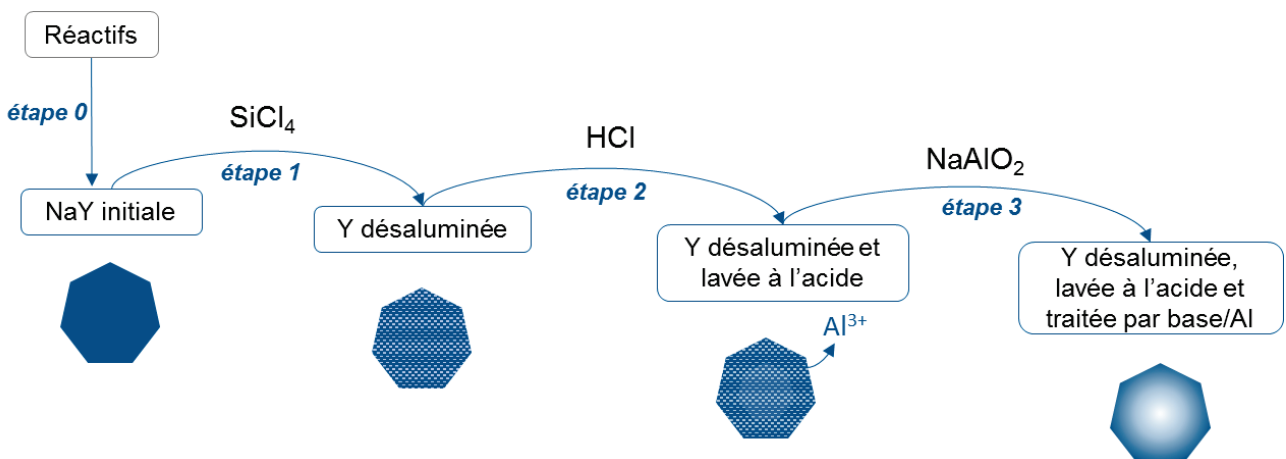 Réactifs
étape 0
NaY initiale
SiCl₄
étape 1
Y désaluminée
HCl
étape 2
Y désaluminée et
lavée à l'acide
Al³⁺
NaAlO₂
étape 3
Y désaluminée,
lavée à l'acide et
traitée par base/Al